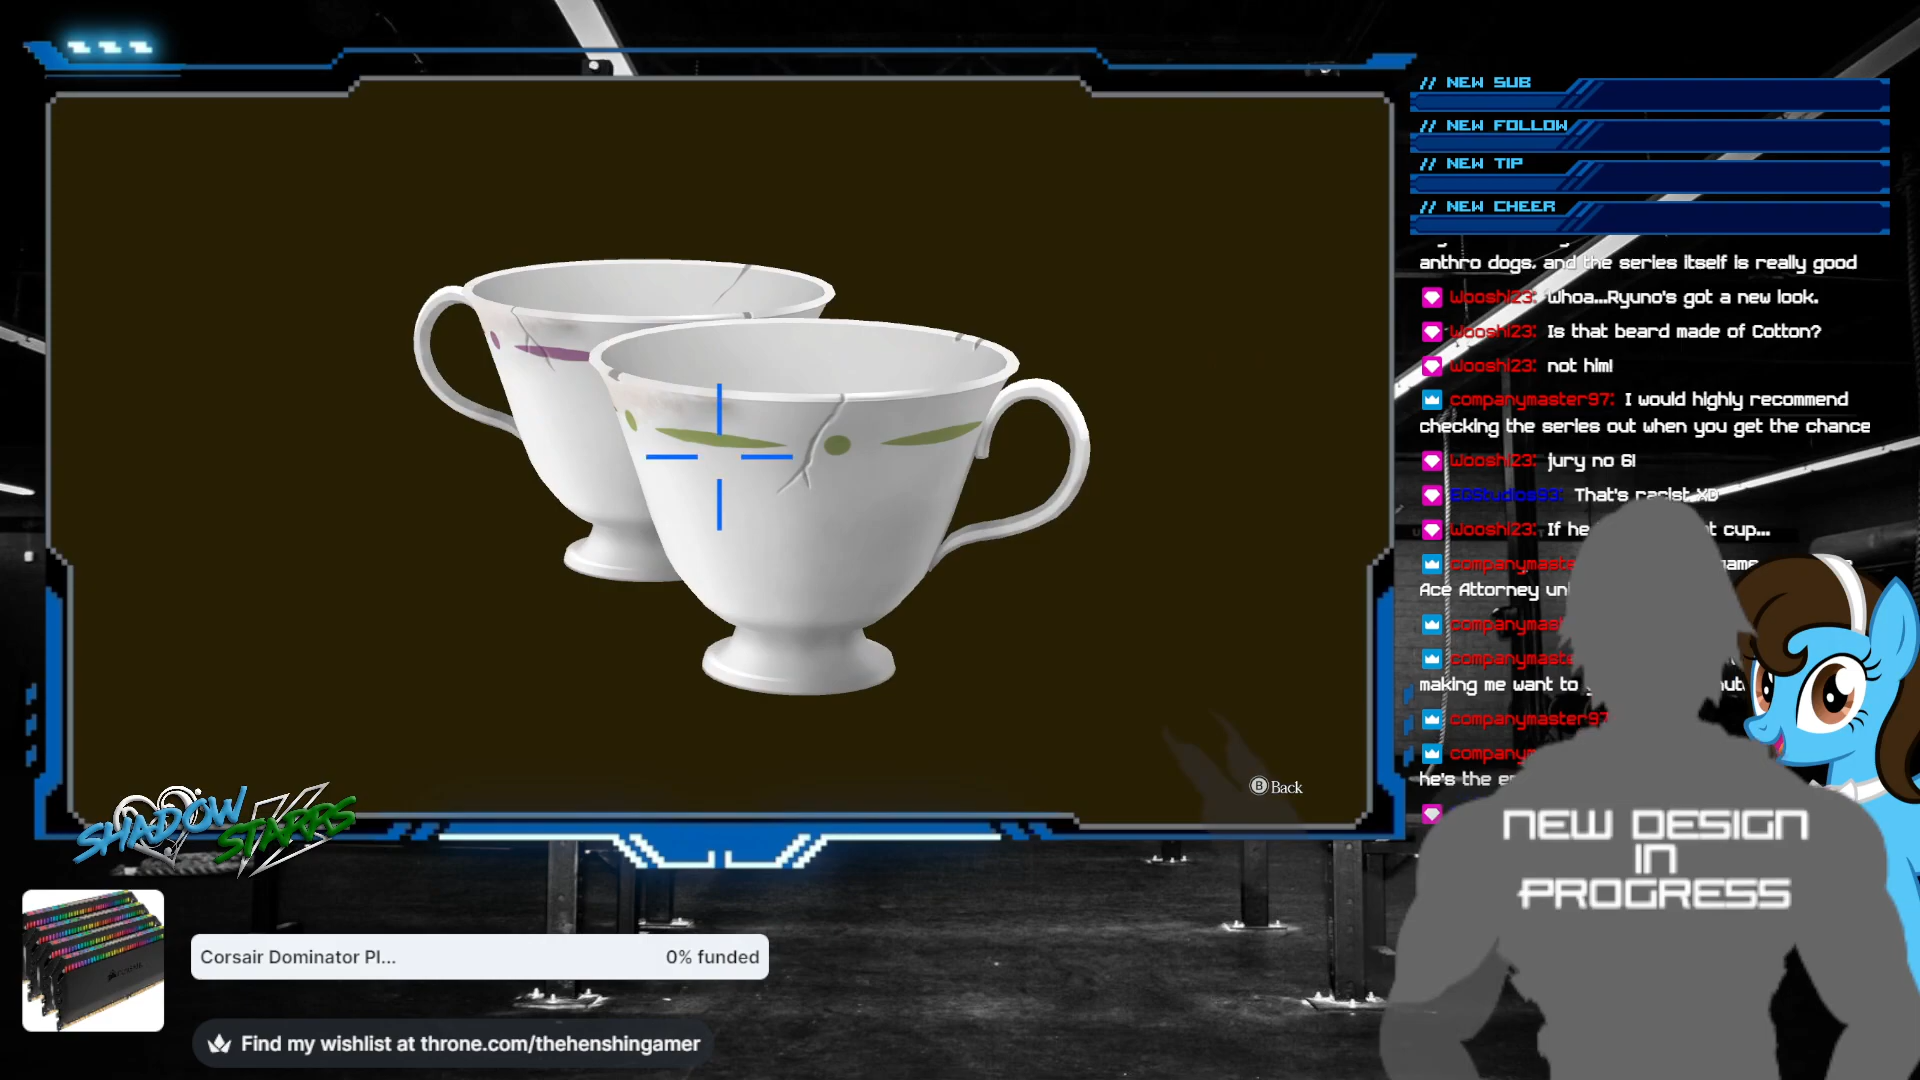 // NEW SUB
// NEW FOLLOW
// NEW TIP
// NEW CHEER
anthro dogs. and the series itself is really good
Wooshi23: Whoa...Ryuno's got a new look.
Wooshi23: Is that beard made of Cotton?
Wooshi23: not him!
companymaster97: I would highly recommend
checking the series out when you get the chance
Wooshi23: jury no 6!
EGStudios93: That's racist XD
Wooshi23: If he cup...
game
Ace Attorney
making me want to
companymaster97
he's the
B Back
SHADOW
STARRS
NEW DESIGN
IN
PROGRESS
Corsair Dominator Pl... 0% funded
Find my wishlist at throne.com/thehenshingamer